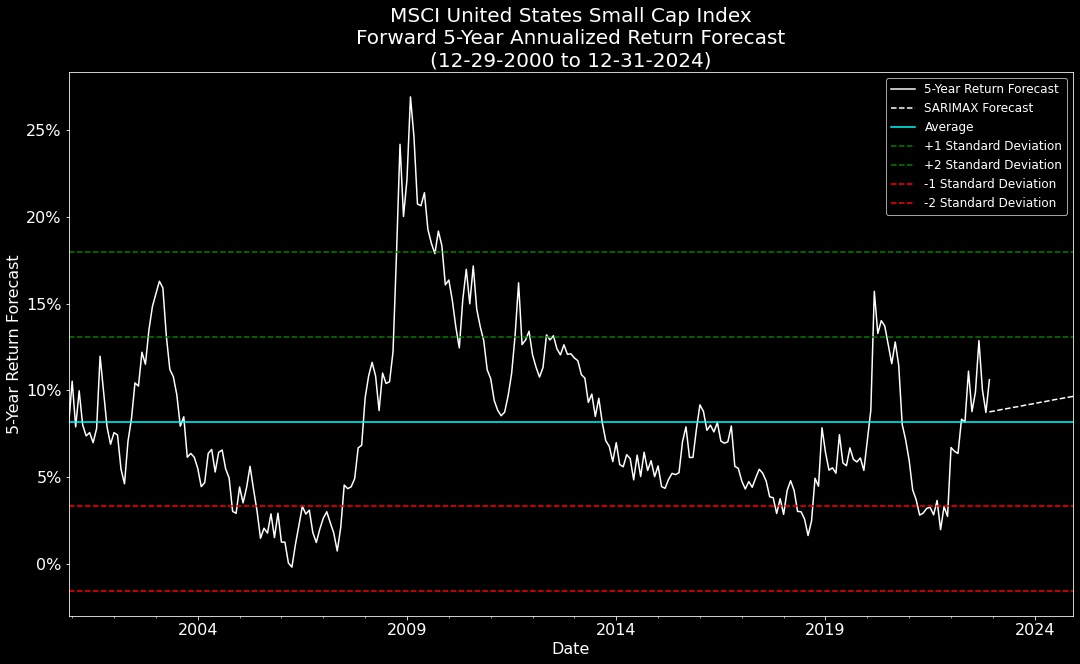 MSCI United States Small Cap Index
Forward 5-Year Annualized Return Forecast
(12-29-2000 to 12-31-2024)
5-Year Return Forecast
SARIMAX Forecast
Average
+1 Standard Deviation
+2 Standard Deviation
-1 Standard Deviation
-2 Standard Deviation
5-Year Return Forecast
25%
20%
15%
10%
5%
0%
2004
2009
2014
2019
2024
Date